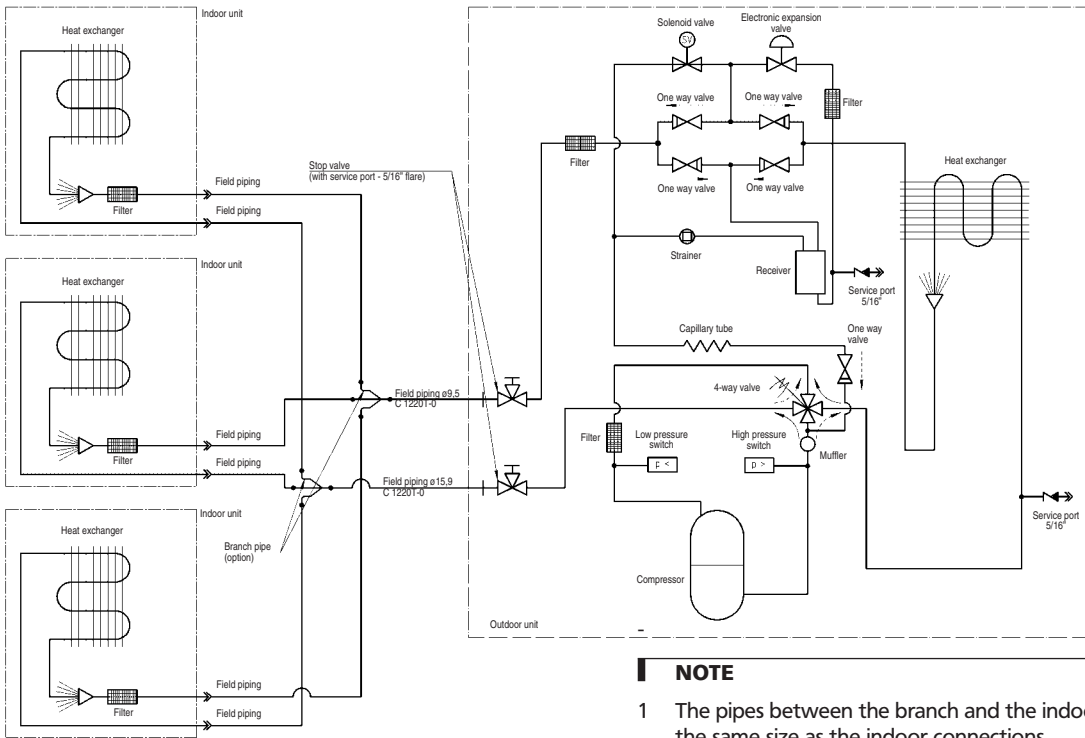 Indoor unit
Heat exchanger
Filter
Field piping
Field piping
Indoor unit
Heat exchanger
Filter
Field piping
Field piping
Indoor unit
Heat exchanger
Filter
Field piping
Field piping
Stop valve
(with service port - 5/16" flare)
Branch pipe
(option)
Field piping ø9,5
C 1220T-0
Field piping ø15,9
C 1220T-0
Solenoid valve
SV
Electronic expansion
valve
One way valve
One way valve
Filter
Filter
One way valve
One way valve
Heat exchanger
Strainer
Receiver
Service port
5/16"
Capillary tube
One way
valve
4-way valve
Filter
Low pressure
switch
p <
High pressure
switch
p >
Muffler
Compressor
Service port
5/16"
Outdoor unit
NOTE
1 The pipes between the branch and the indoo
the same size as the indoor connections